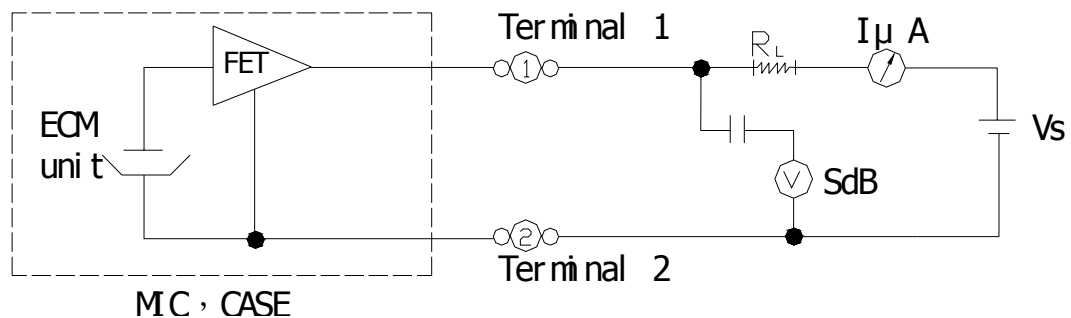 Terminal 1
IμA
RL
FET
1
ECM
unit
Vs
V
SdB
2
Terminal 2
MIC, CASE